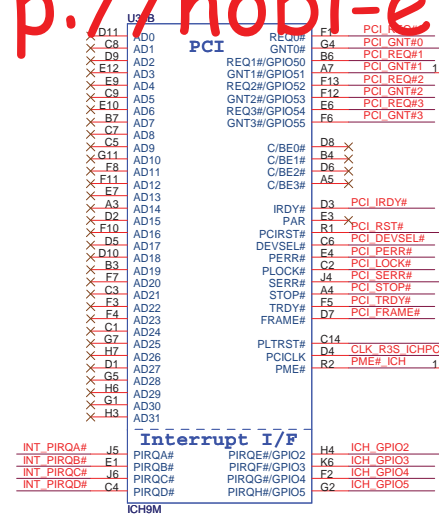 p://hobi-e
U3 B
PCI
D11 AD0 REQ0# F1 PCI_REQ#0
C8 AD1 GNT0# G4 PCI_GNT#0
D9 AD2 REQ1#/GPIO50 B6 PCI_REQ#1
E12 AD3 GNT1#/GPIO51 A7 PCI_GNT#1 1
E9 AD4 REQ2#/GPIO52 F13 PCI_REQ#2
C9 AD5 GNT2#/GPIO53 F12 PCI_GNT#2
E10 AD6 REQ3#/GPIO54 E6 PCI_REQ#3
B7 AD7 GNT3#/GPIO55 F6 PCI_GNT#3
C7 AD8
C5 AD9 C/BE0# D8
G11 AD10 C/BE1# B4
F8 AD11 C/BE2# D6
F11 AD12 C/BE3# A5
E7 AD13
A3 AD14 IRDY# D3 PCI_IRDY#
D2 AD15 PAR E3
F10 AD16 PCIRST# R1 PCI_RST#
D5 AD17 DEVSEL# C6 PCI_DEVSEL#
D10 AD18 PERR# E4 PCI_PERR#
B3 AD19 PLOCK# C2 PCI_LOCK#
F7 AD20 SERR# J4 PCI_SERR#
C3 AD21 STOP# A4 PCI_STOP#
F3 AD22 TRDY# F5 PCI_TRDY#
F4 AD23 FRAME# D7 PCI_FRAME#
C1 AD24
G7 AD25 PLTRST# C14
H7 AD26 PCICLK D4 CLK_R3S_ICHPC
D1 AD27 PME# R2 PME#_ICH 1
G5 AD28
H6 AD29
G1 AD30
H3 AD31
Interrupt I/F
INT_PIRQA# J5 PIRQA# PIRQE#/GPIO2 H4 ICH_GPIO2
INT_PIRQB# E1 PIRQB# PIRQF#/GPIO3 K6 ICH_GPIO3
INT_PIRQC# J6 PIRQC# PIRQG#/GPIO4 F2 ICH_GPIO4
INT_PIRQD# C4 PIRQD# PIRQH#/GPIO5 G2 ICH_GPIO5
ICH9M